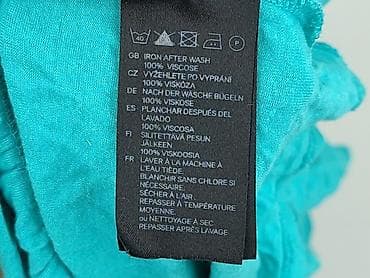 40 P
GB IRON AFTER WASH
100% VISCOSE
CZ VYŽEHLETE PO VYPRÁNÍ
100% VISKÓZA
DE NACH DER WÄSCHE BÜGELN
100% VISKOSE
ES PLANCHAR DESPUÉS DEL
LAVADO
100% VISCOSA
FI SILITETTÄVÄ PESUN
JÄLKEEN
100% VISKOOSIA
FR LAVER À LA MACHINE À
L'EAU TIÈDE.
BLANCHIR SANS CHLORE SI
NÉCESSAIRE.
SÉCHER À L'AIR.
REPASSER À TEMPÉRATURE
MOYENNE.
OU NETTOYAGE À SEC
REPASSER APRÈS LAVAGE